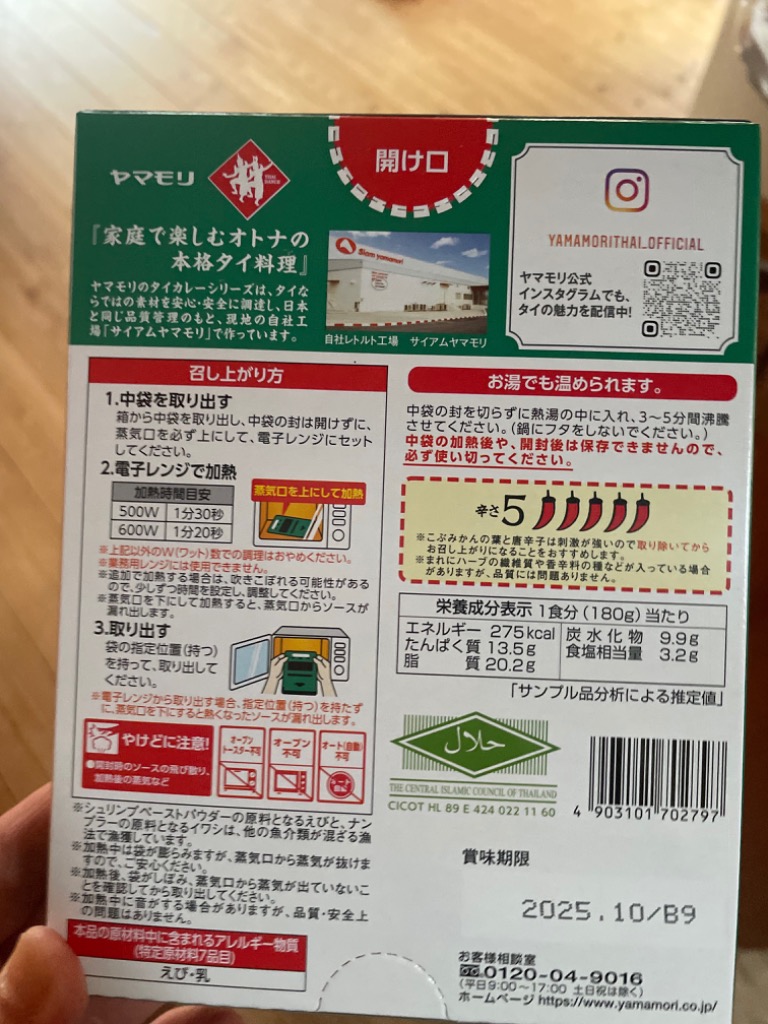 ヤマモリ
THAI DANCE
開け口
『家庭で楽しむオトナの
本格タイ料理』
ヤマモリのタイカレーシリーズは、タイな
らではの素材を安心・安全に調達し、日本
と同じ品質管理のもと、現地の自社工
場「サイアムヤマモリ」で作っています。
Siam Yamamori
自社レトルト工場 サイアムヤマモリ
YAMAMORITHAI_OFFICIAL
ヤマモリ公式
インスタグラムでも、
タイの魅力を配信中!
召し上がり方
1.中袋を取り出す
箱から中袋を取り出し、中袋の封は開けずに、
蒸気口を必ず上にして、電子レンジにセット
してください。
2.電子レンジで加熱
加熱時間目安
500W 1分30秒
600W 1分20秒
蒸気口を上にして加熱
※上記以外のW(ワット)数での調理はおやめください。
※業務用レンジには使用できません。
※追加で加熱する場合は、吹きこぼれる可能性がある
ので、少しずつ時間を設定し、調整してください。
※蒸気口を下にして加熱すると、蒸気口からソースが
漏れ出します。
3.取り出す
袋の指定位置(持つ)
を持って、取り出して
ください。
※電子レンジから取り出す場合、指定位置(持つ)を持たず
に、蒸気口を下にすると熱くなったソースが漏れ出します。
やけどに注意!
●開封時のソースの飛び散り、
加熱後の蒸気など
オーブン
トースター不可
オーブン
不可
オート(自動)
不可
※シュリンプペーストパウダーの原料となるえびと、ナン
プラーの原料となるイワシは、他の魚介類が混ざる漁
法で漁獲しています。
※加熱中は袋が膨らみますが、蒸気口から蒸気が抜けま
すので、ご安心ください。
※加熱後、袋がしぼみ、蒸気口から蒸気が出ていないこ
とを確認してから取り出してください。
※加熱中に音がする場合がありますが、品質・安全上
の問題はありません。
本品の原材料中に含まれるアレルギー物質
(特定原材料7品目)
えび・乳
お湯でも温められます。
中袋の封を切らずに熱湯の中に入れ、3〜5分間沸騰
させてください。(鍋にフタをしないでください。)
中袋の加熱後や、開封後は保存できませんので、
必ず使い切ってください。
辛さ5
※こぶみかんの葉と唐辛子は刺激が強いので取り除いてから
お召し上がりになることをおすすめします。
※まれにハーブの繊維質や香辛料の種などが入っている場合
がありますが、品質には問題ありません。
栄養成分表示 1食分(180g)当たり
エネルギー 275kcal 炭水化物 9.9g
たんぱく質 13.5g 食塩相当量 3.2g
脂質 20.2g
「サンプル品分析による推定値」
حلال
THE CENTRAL ISLAMIC COUNCIL OF THAILAND
CICOT HL 89 E 424 022 11 60
4 903101 702797
賞味期限
2025.10/B9
お客様相談室
0120-04-9016
(平日9:00〜17:00 土日祝は除く)
ホームページ https://www.yamamori.co.jp/